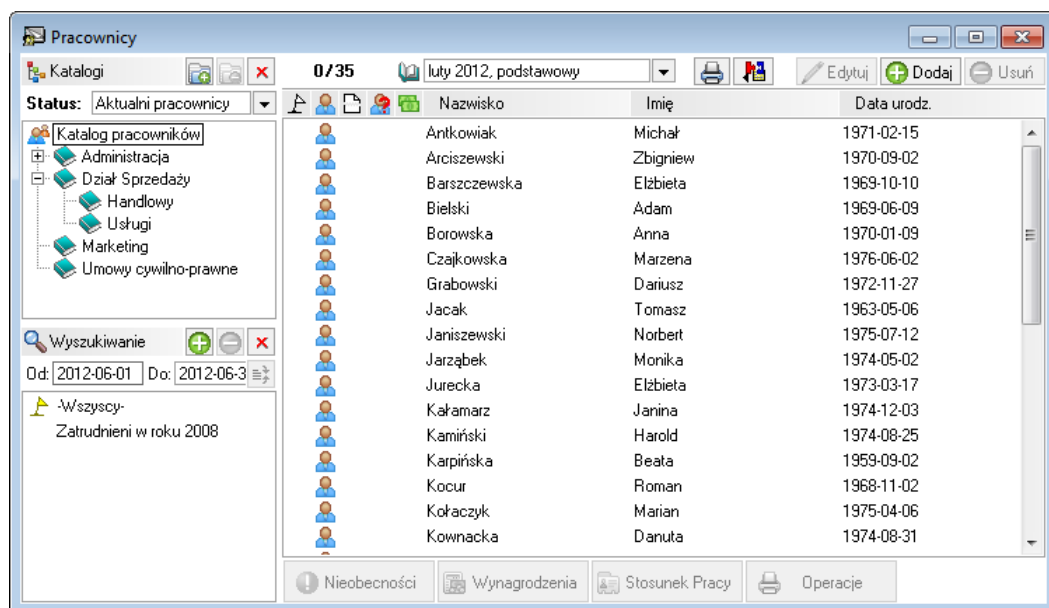 Pracownicy
Katalogi
0/35 luty 2012, podstawowy Edytuj Dodaj Usuń
Status: Aktualni pracownicy
Katalog pracowników
Administracja
Dział Sprzedaży
Handlowy
Usługi
Marketing
Umowy cywilno-prawne
Wyszukiwanie
Od: 2012-06-01 Do: 2012-06-3
-Wszyscy-
Zatrudnieni w roku 2008
Nazwisko Imię Data urodz.
Antkowiak Michał 1971-02-15
Arciszewski Zbigniew 1970-09-02
Barszczewska Elżbieta 1969-10-10
Bielski Adam 1969-06-09
Borowska Anna 1970-01-09
Czajkowska Marzena 1976-06-02
Grabowski Dariusz 1972-11-27
Jacak Tomasz 1963-05-06
Janiszewski Norbert 1975-07-12
Jarząbek Monika 1974-05-02
Jurecka Elżbieta 1973-03-17
Kałamarz Janina 1974-12-03
Kamiński Harold 1974-08-25
Karpińska Beata 1959-09-02
Kocur Roman 1968-11-02
Kołaczyk Marian 1975-04-06
Kownacka Danuta 1974-08-31
Nieobecności Wynagrodzenia Stosunek Pracy Operacje